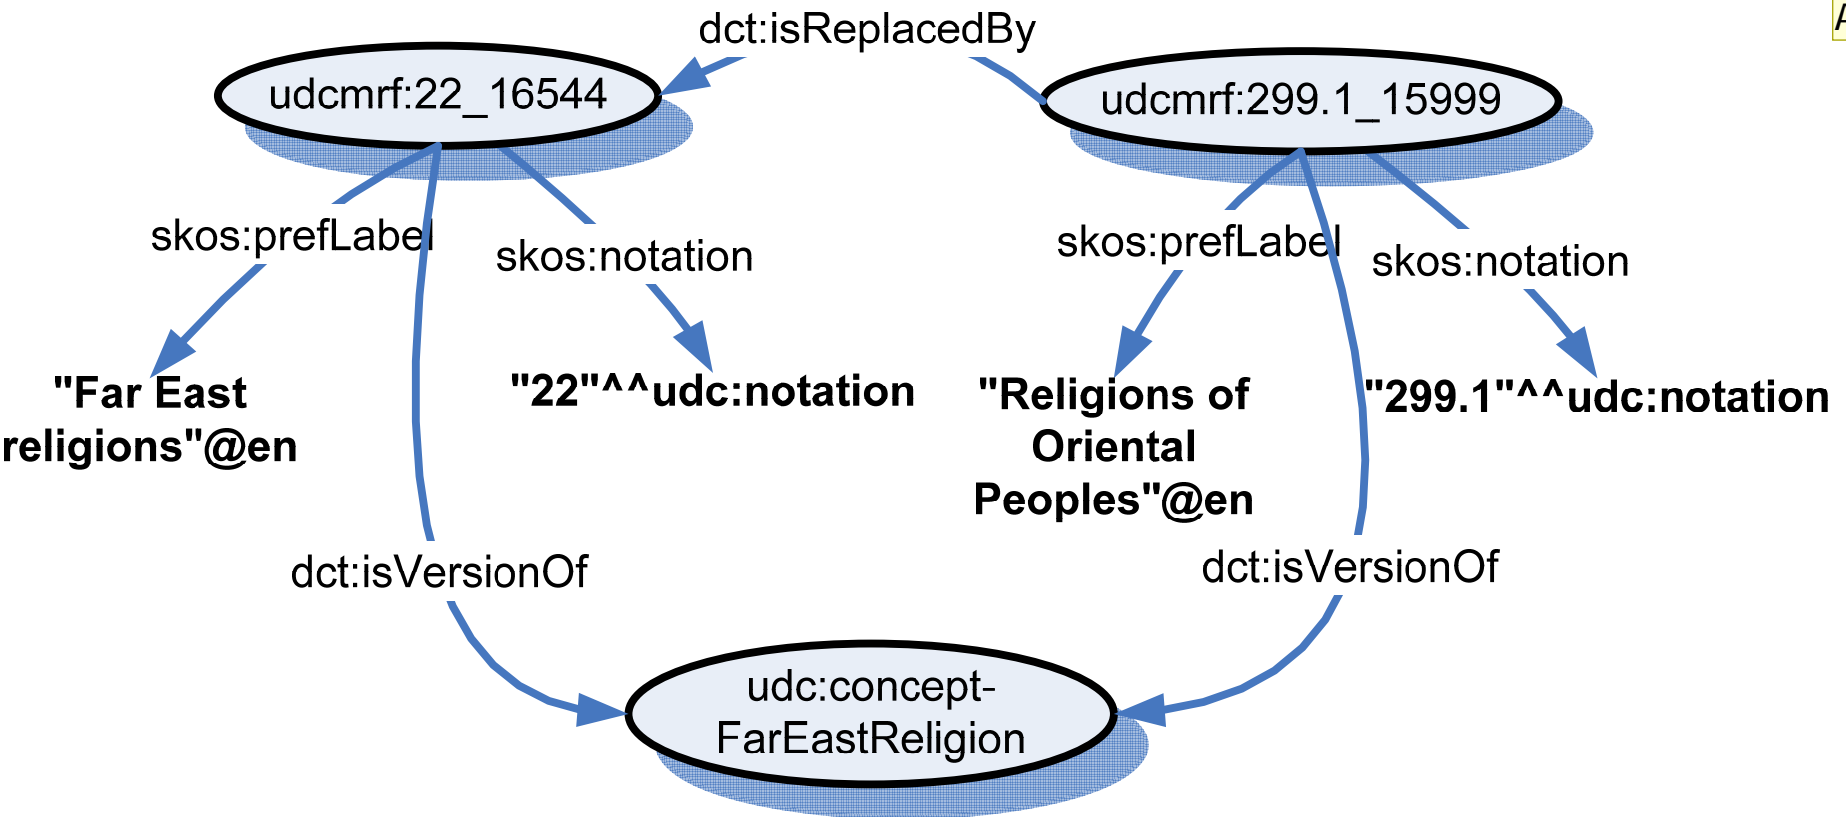 dct:isReplacedBy
A
udcmrf:22_16544
udcmrf:299.1_15999
skos:prefLabel
skos:notation
skos:prefLabel
skos:notation
"Far East
religions"@en
"22"^^udc:notation
"Religions of
Oriental
Peoples"@en
"299.1"^^udc:notation
dct:isVersionOf
dct:isVersionOf
udc:concept-
FarEastReligion